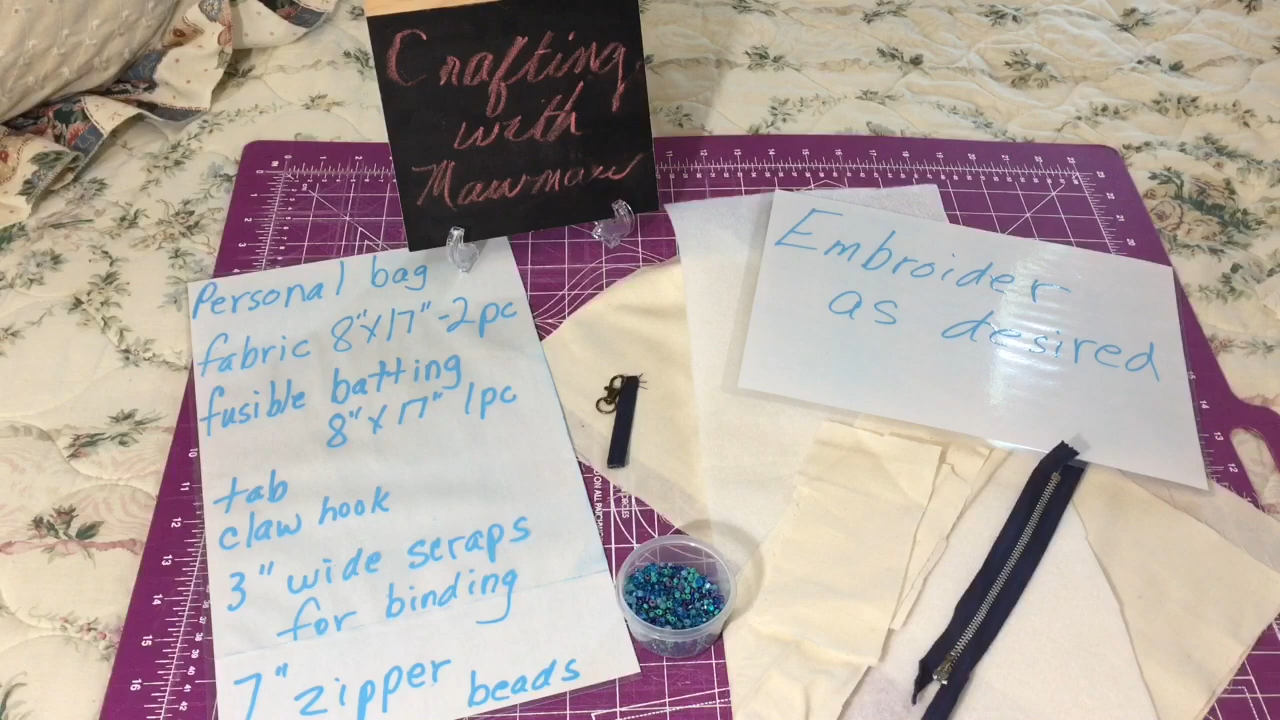 Crafting
with
Mawmaw
Personal bag
fabric 8"x17"-2pc
fusible batting
8"x17" 1pc
tab
claw hook
3" wide scraps
for binding
7" zipper beads
Embroider
as desired